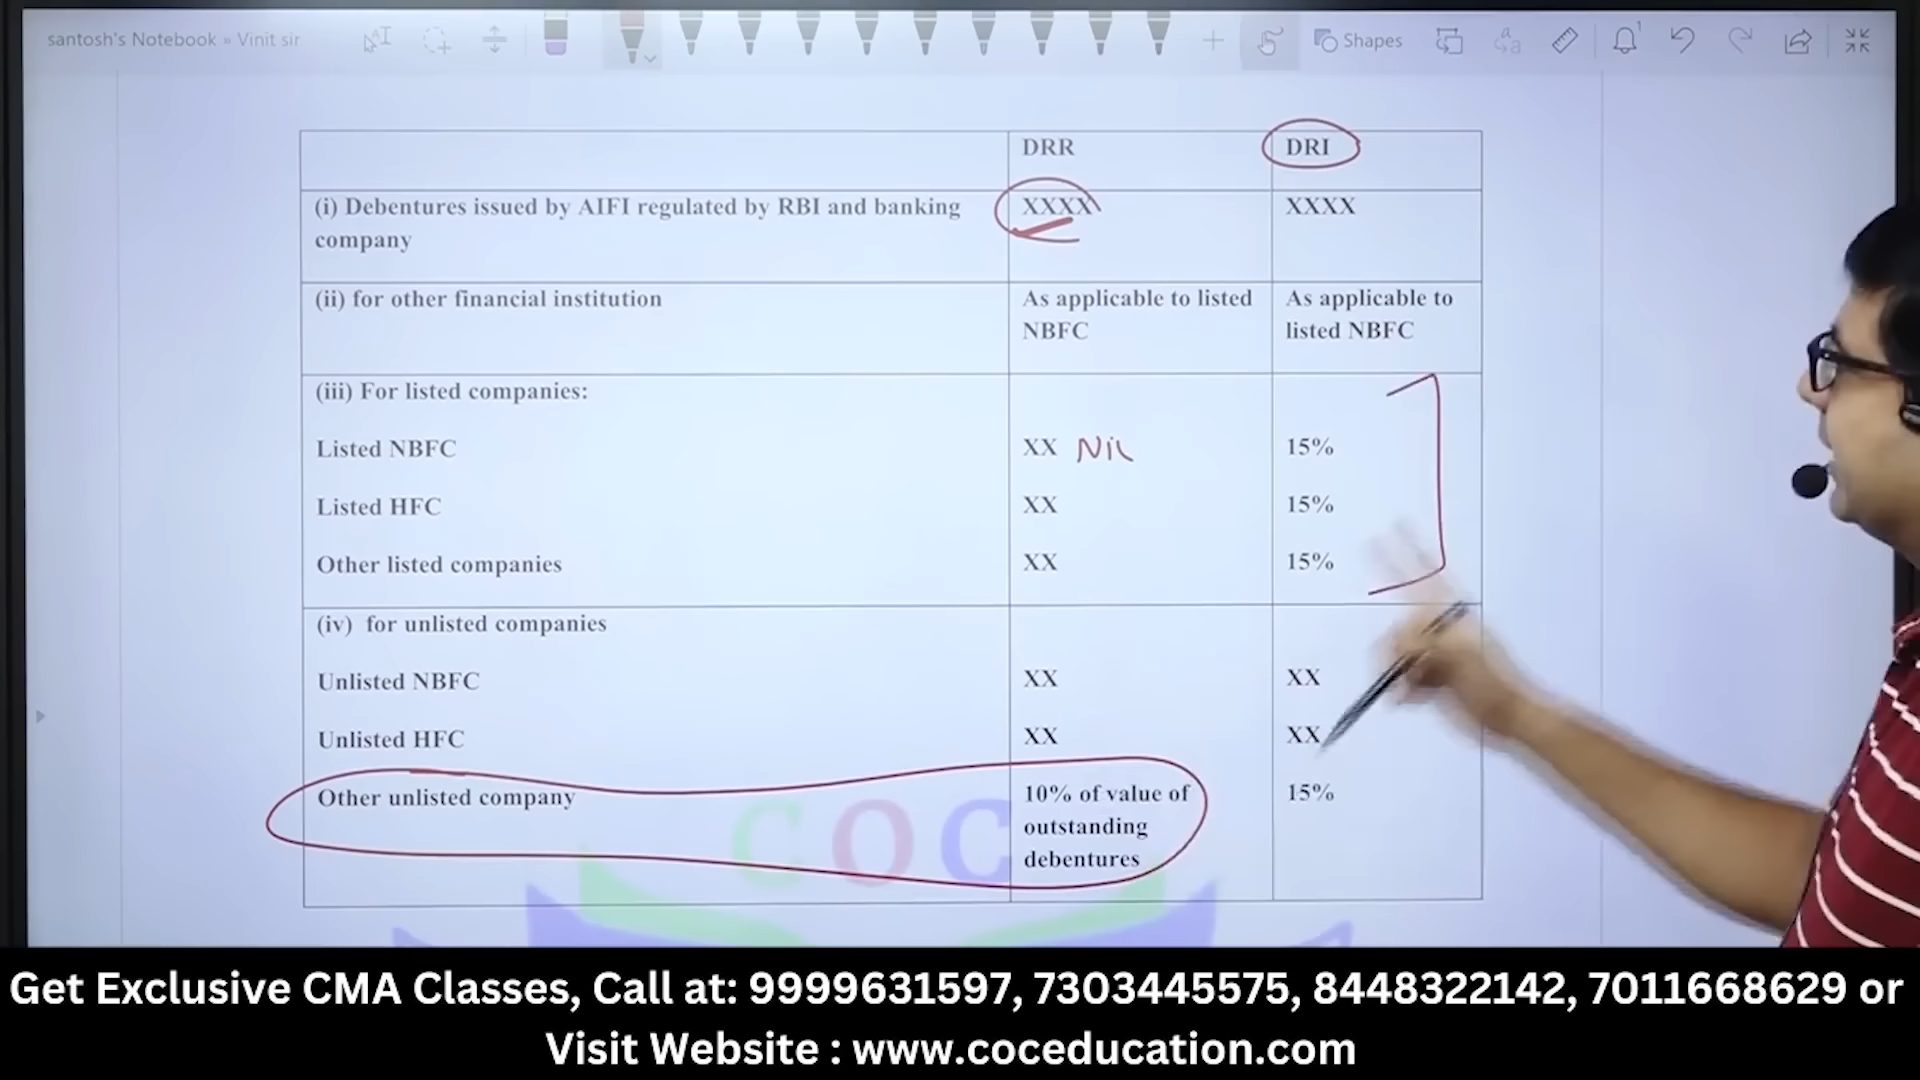 santosh's Notebook » Vinit sir
Shapes
1
DRR
DRI
(i) Debentures issued by AIFI regulated by RBI and banking
company
XXXX
XXXX
(ii) for other financial institution
As applicable to listed
NBFC
As applicable to
listed NBFC
(iii) For listed companies:
Listed NBFC
XX Nil
15%
Listed HFC
XX
15%
Other listed companies
XX
15%
(iv) for unlisted companies
Unlisted NBFC
XX
XX
Unlisted HFC
XX
XX
Other unlisted company
10% of value of
outstanding
debentures
15%
COC
Get Exclusive CMA Classes, Call at: 9999631597, 7303445575, 8448322142, 7011668629 or
Visit Website : www.coceducation.com